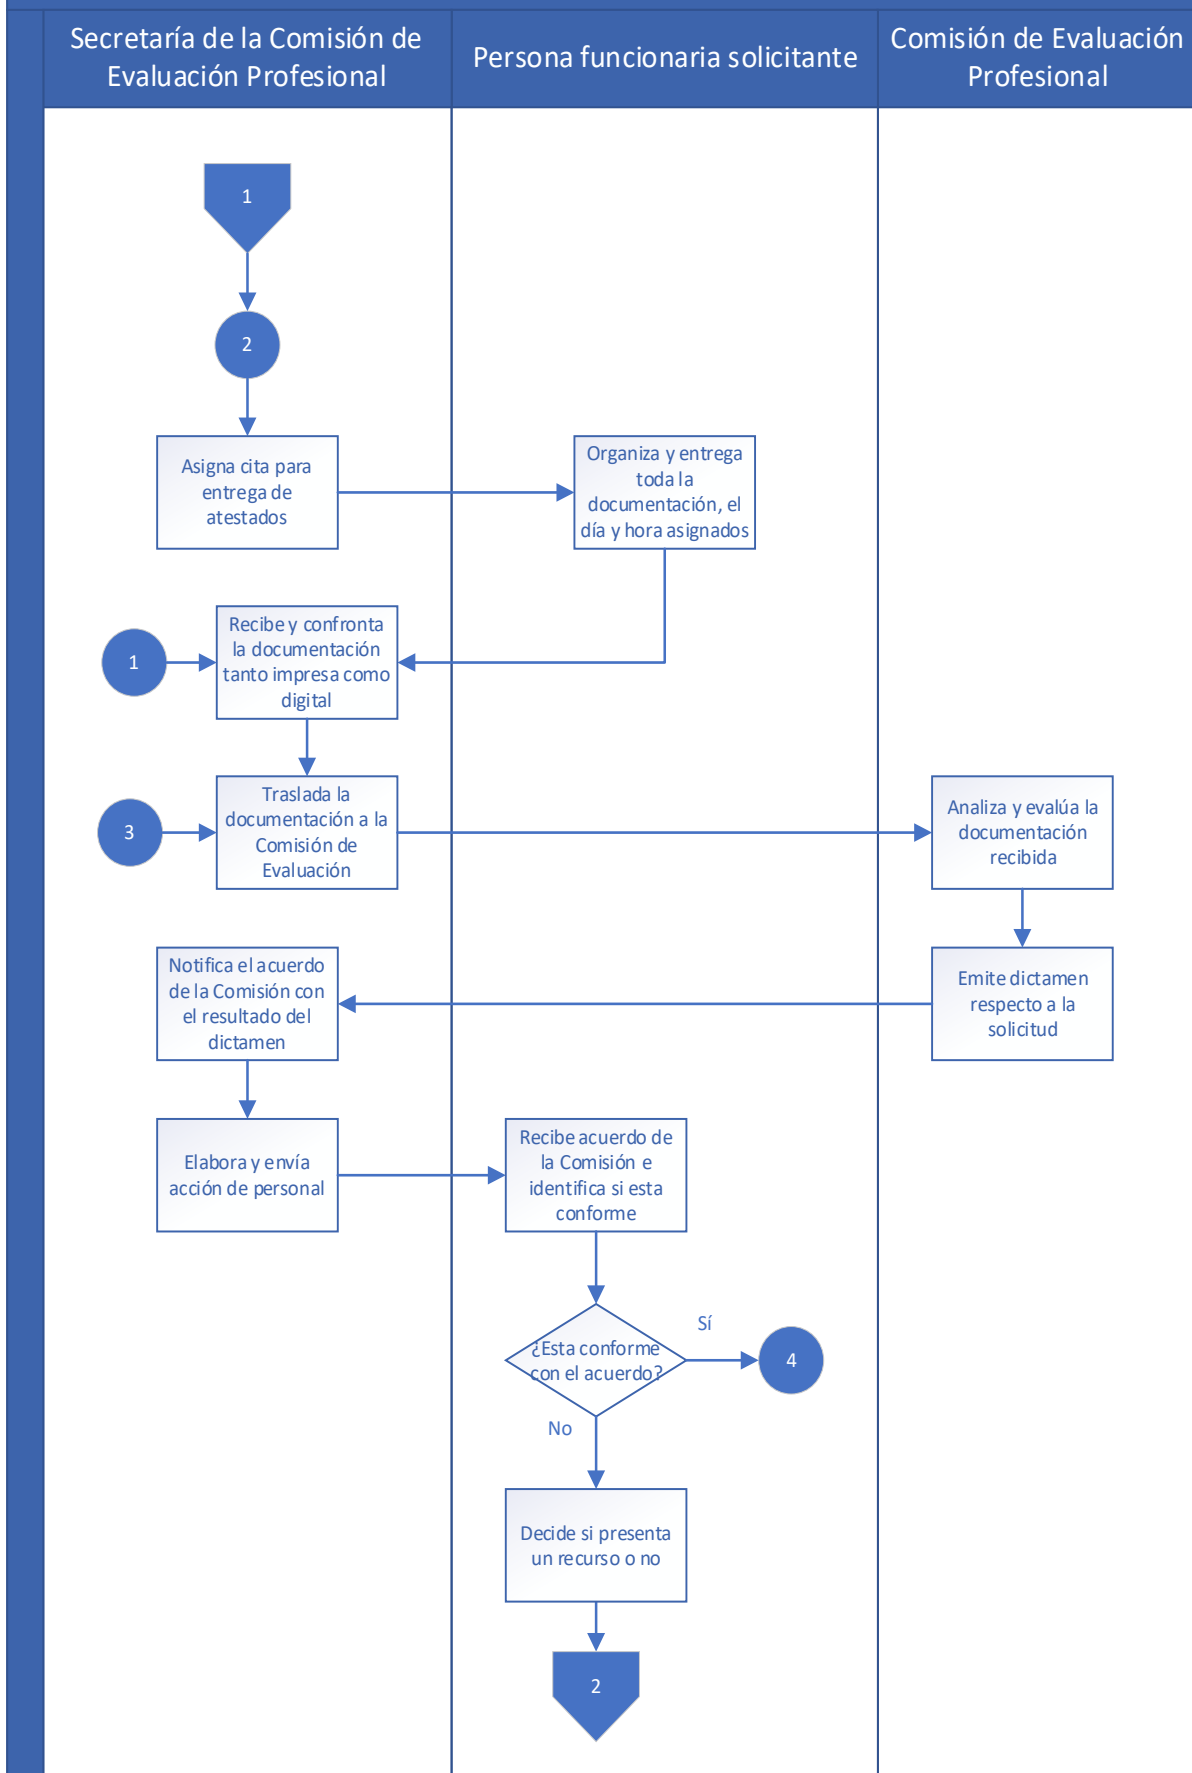 Secretaría de la Comisión de
Evaluación Profesional
Persona funcionaria solicitante
Comisión de Evaluación
Profesional
1
2
Asigna cita para
entrega de
atestados
Organiza y entrega
toda la
documentación, el
día y hora asignados
1
Recibe y confronta
la documentación
tanto impresa como
digital
3
Traslada la
documentación a la
Comisión de
Evaluación
Analiza y evalúa la
documentación
recibida
Notifica el acuerdo
de la Comisión con
el resultado del
dictamen
Emite dictamen
respecto a la
solicitud
Elabora y envía
acción de personal
Recibe acuerdo de
la Comisión e
identifica si esta
conforme
¿Esta conforme
con el acuerdo?
Sí
4
No
Decide si presenta
un recurso o no
2